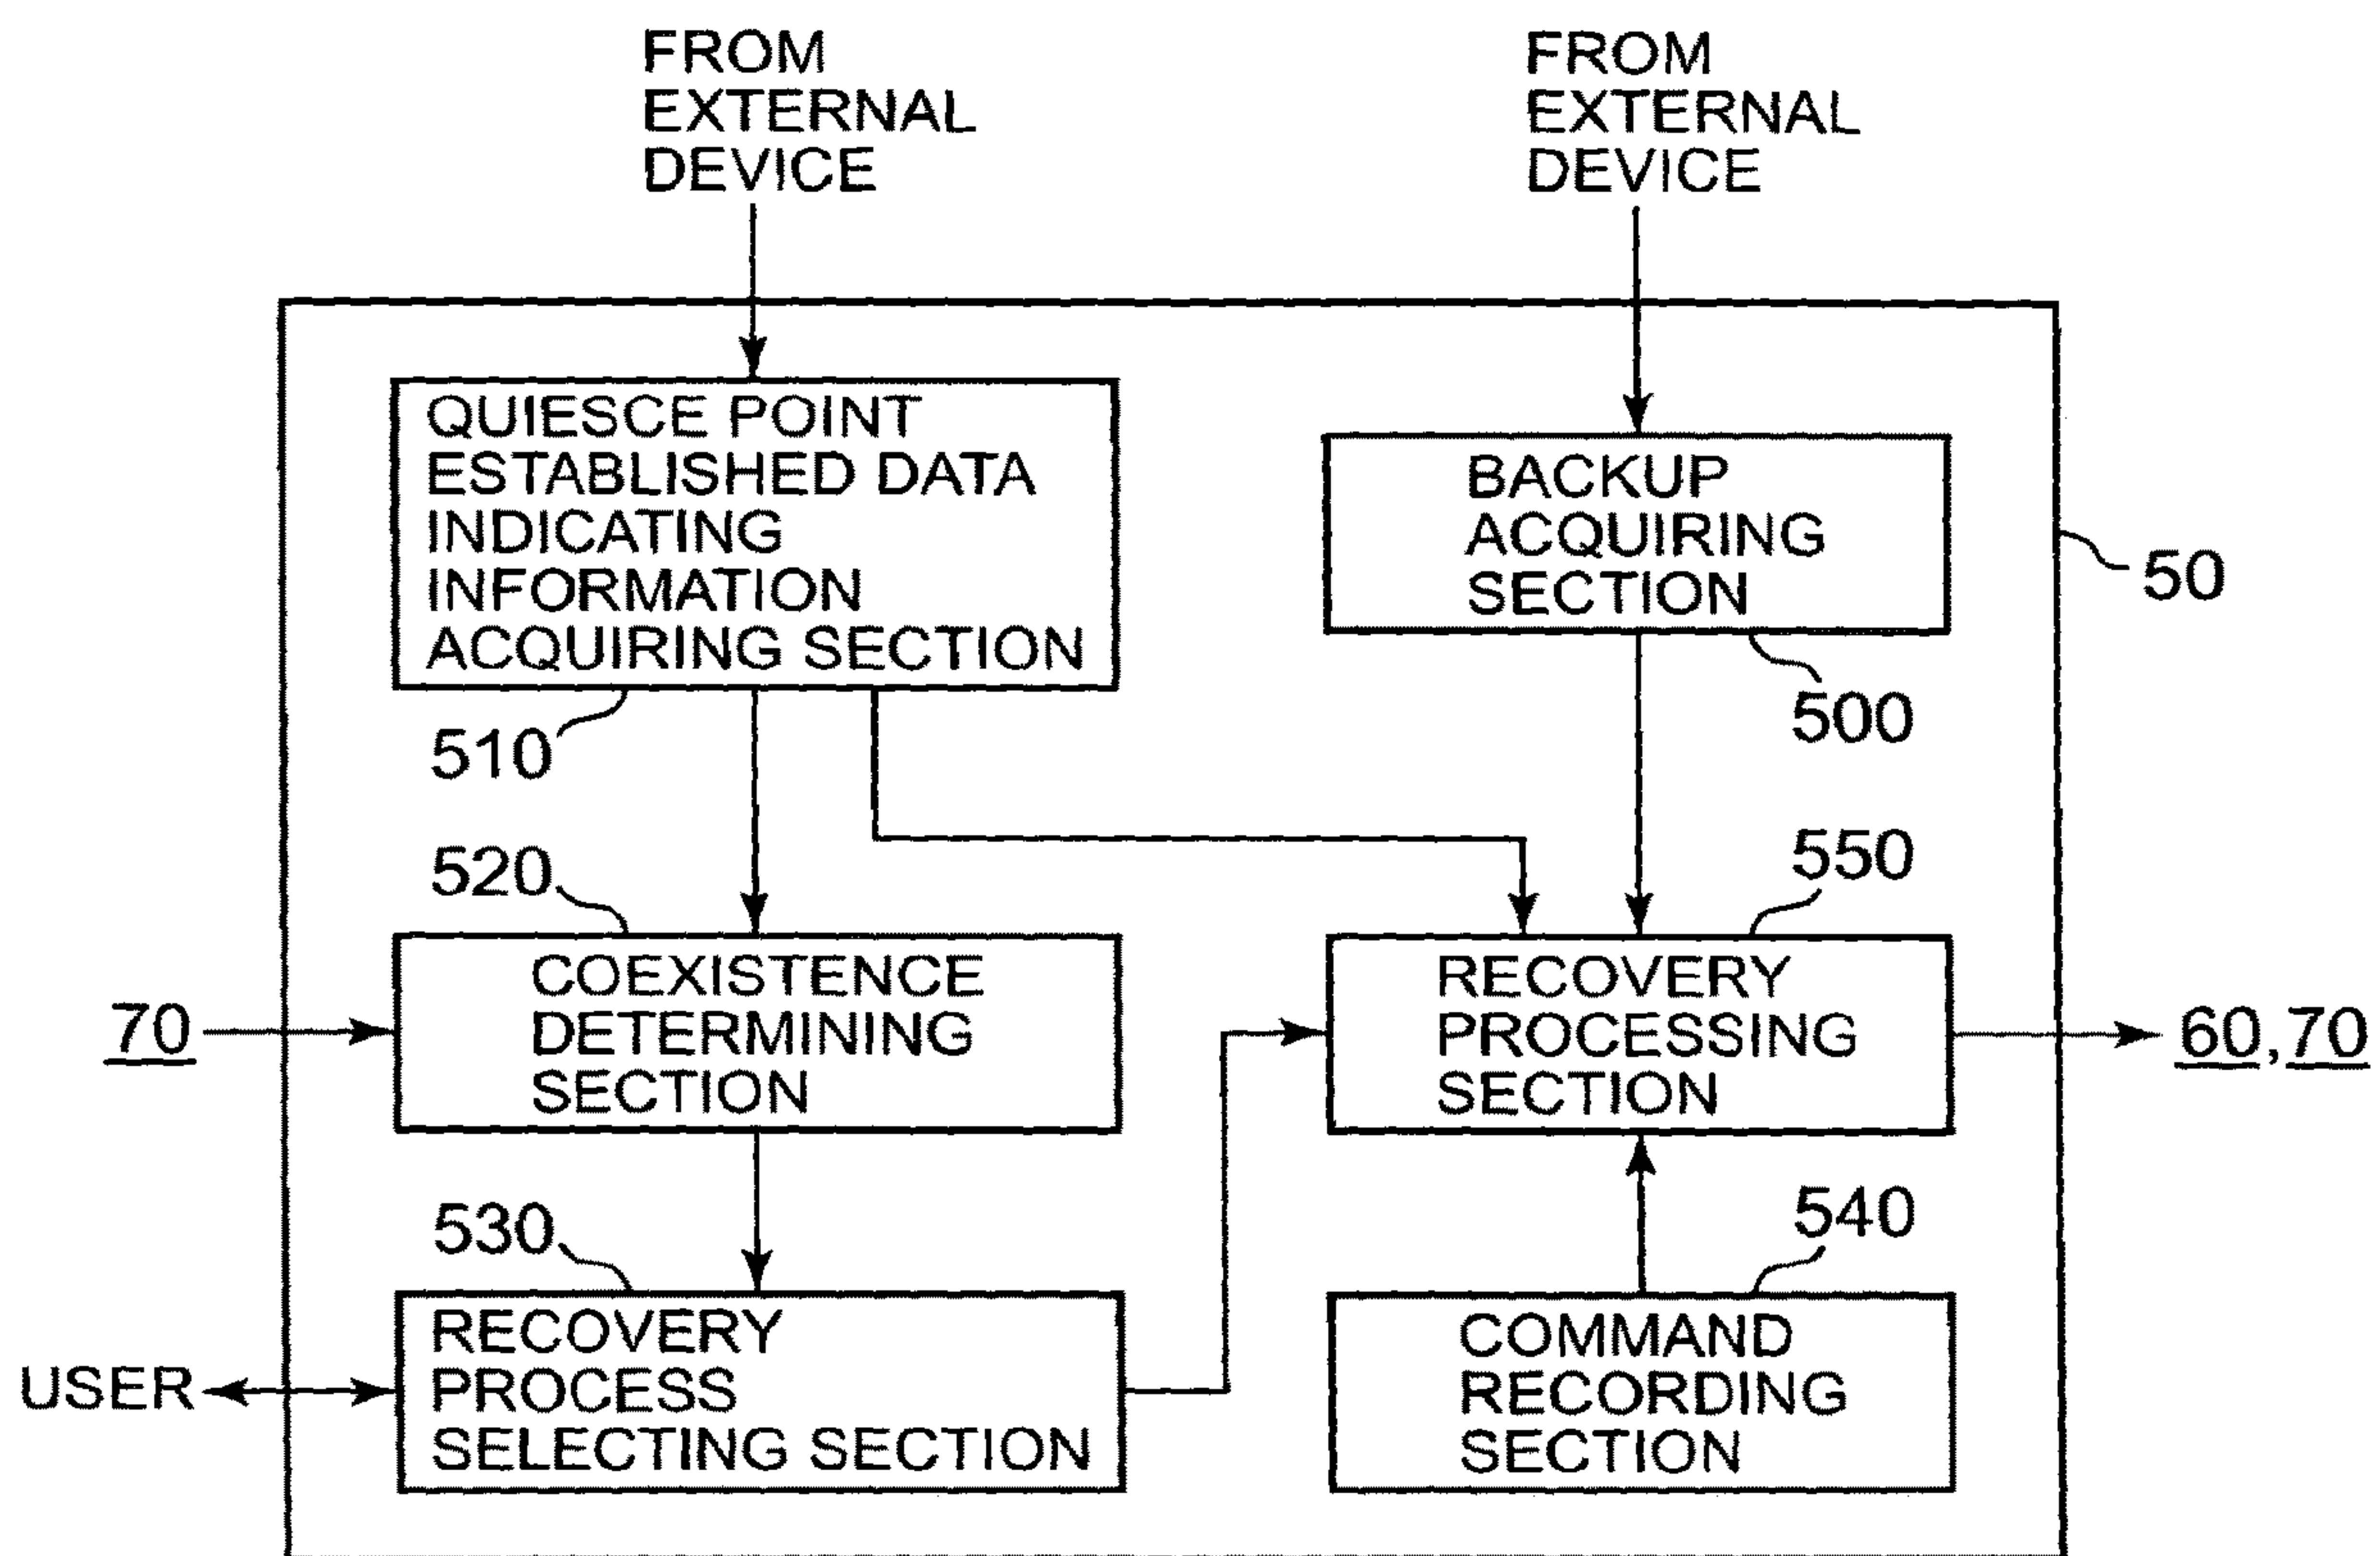 FROM
EXTERNAL
DEVICE
FROM
EXTERNAL
DEVICE
QUIESCE POINT
ESTABLISHED DATA
INDICATING
INFORMATION
ACQUIRING SECTION
BACKUP
ACQUIRING
SECTION
50
510
500
520
550
70
COEXISTENCE
DETERMINING
SECTION
RECOVERY
PROCESSING
SECTION
60,70
530
540
USER
RECOVERY
PROCESS
SELECTING SECTION
COMMAND
RECORDING
SECTION